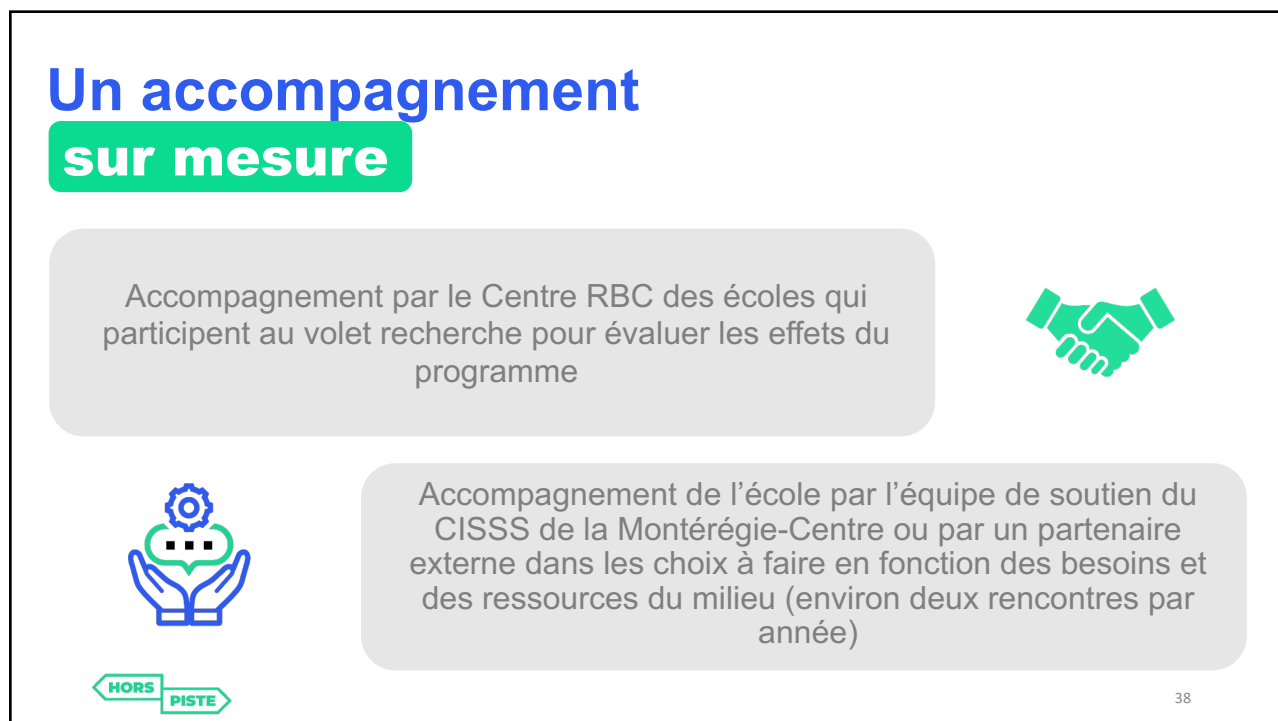 Un accompagnement
sur mesure
Accompagnement par le Centre RBC des écoles qui
participent au volet recherche pour évaluer les effets du
programme
Accompagnement de l’école par l’équipe de soutien du
CISSS de la Montérégie-Centre ou par un partenaire
externe dans les choix à faire en fonction des besoins et
des ressources du milieu (environ deux rencontres par
année)
HORS
PISTE
38